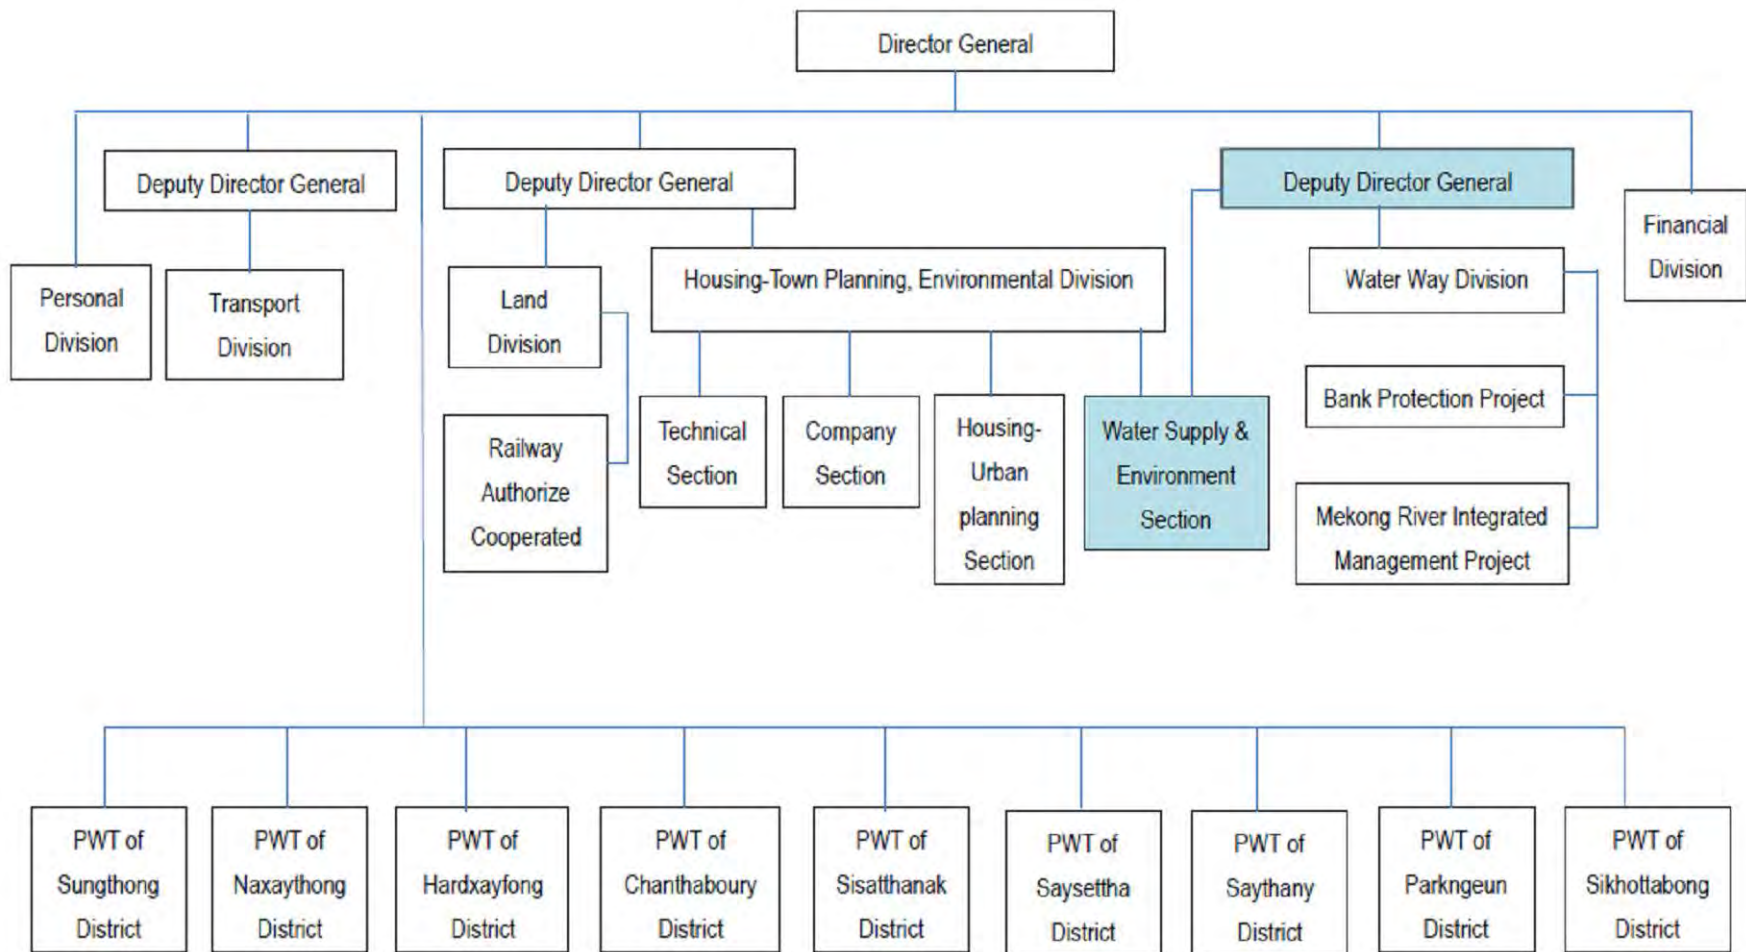 Director General
Deputy Director General
Deputy Director General
Deputy Director General
Financial
Division
Personal
Division
Transport
Division
Land
Division
Housing-Town Planning, Environmental Division
Water Way Division
Railway
Authorize
Cooperated
Technical
Section
Company
Section
Housing-
Urban
planning
Section
Water Supply &
Environment
Section
Bank Protection Project
Mekong River Integrated
Management Project
PWT of
Sungthong
District
PWT of
Naxaythong
District
PWT of
Hardxayfong
District
PWT of
Chanthaboury
District
PWT of
Sisatthanak
District
PWT of
Saysettha
District
PWT of
Saythany
District
PWT of
Parkngeun
District
PWT of
Sikhottabong
District